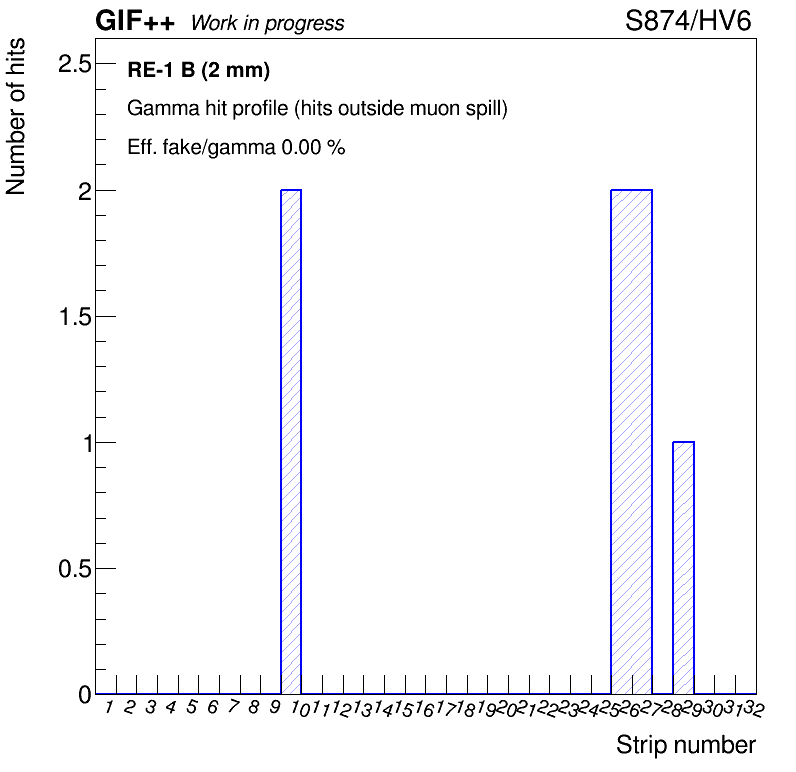 GIF++ Work in progress S874/HV6
Number of hits
RE-1 B (2 mm)
Gamma hit profile (hits outside muon spill)
Eff. fake/gamma 0.00 %
2.5
2
1.5
1
0.5
0
1 2 3 4 5 6 7 8 9 10 11 12 13 14 15 16 17 18 19 20 21 22 23 24 25 26 27 28 29 30 31 32
Strip number